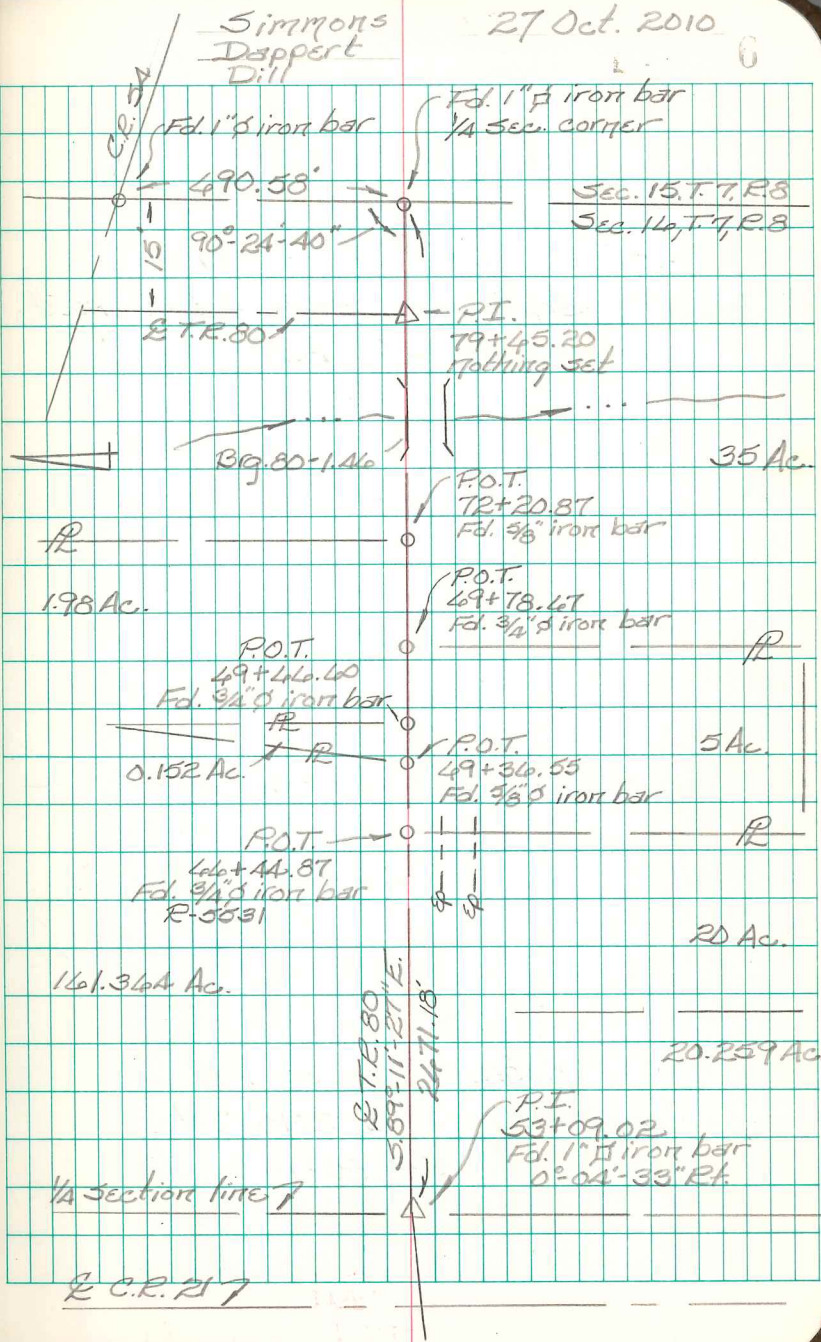 Simmons
Dappert
Dill
27 Oct. 2010
6
C.R. 54
Fd. 1"ø iron bar
Fd. 1"⌑ iron bar
1/4 Sec. corner
690.58'
90°-24'-40"
15'
Sec. 15, T.7, R.8
Sec. 16, T.7, R.8
℄ T.R. 80
P.I.
79+65.20
Nothing set
Brg. 80-1.46
35 Ac.
P.O.T.
72+20.87
Fd. 5/8" iron bar
PL
1.98 Ac.
P.O.T.
69+78.67
Fd. 3/4"ø iron bar
PL
P.O.T.
69+66.60
Fd. 3/4"ø iron bar
PL
PL
0.152 Ac.
P.O.T.
69+36.55
Fd. 5/8"ø iron bar
5 Ac.
PL
P.O.T.
66+44.87
Fd. 3/4"ø iron bar
R-5531
EP
EP
20 Ac.
161.364 Ac.
℄ T.R. 80
S.89°-11'-27"E.
2671.18'
20.259 Ac
P.I.
53+09.02
Fd. 1"⌑ iron bar
0°-04'-33" Rt.
1/4 Section line
℄ C.R. 217